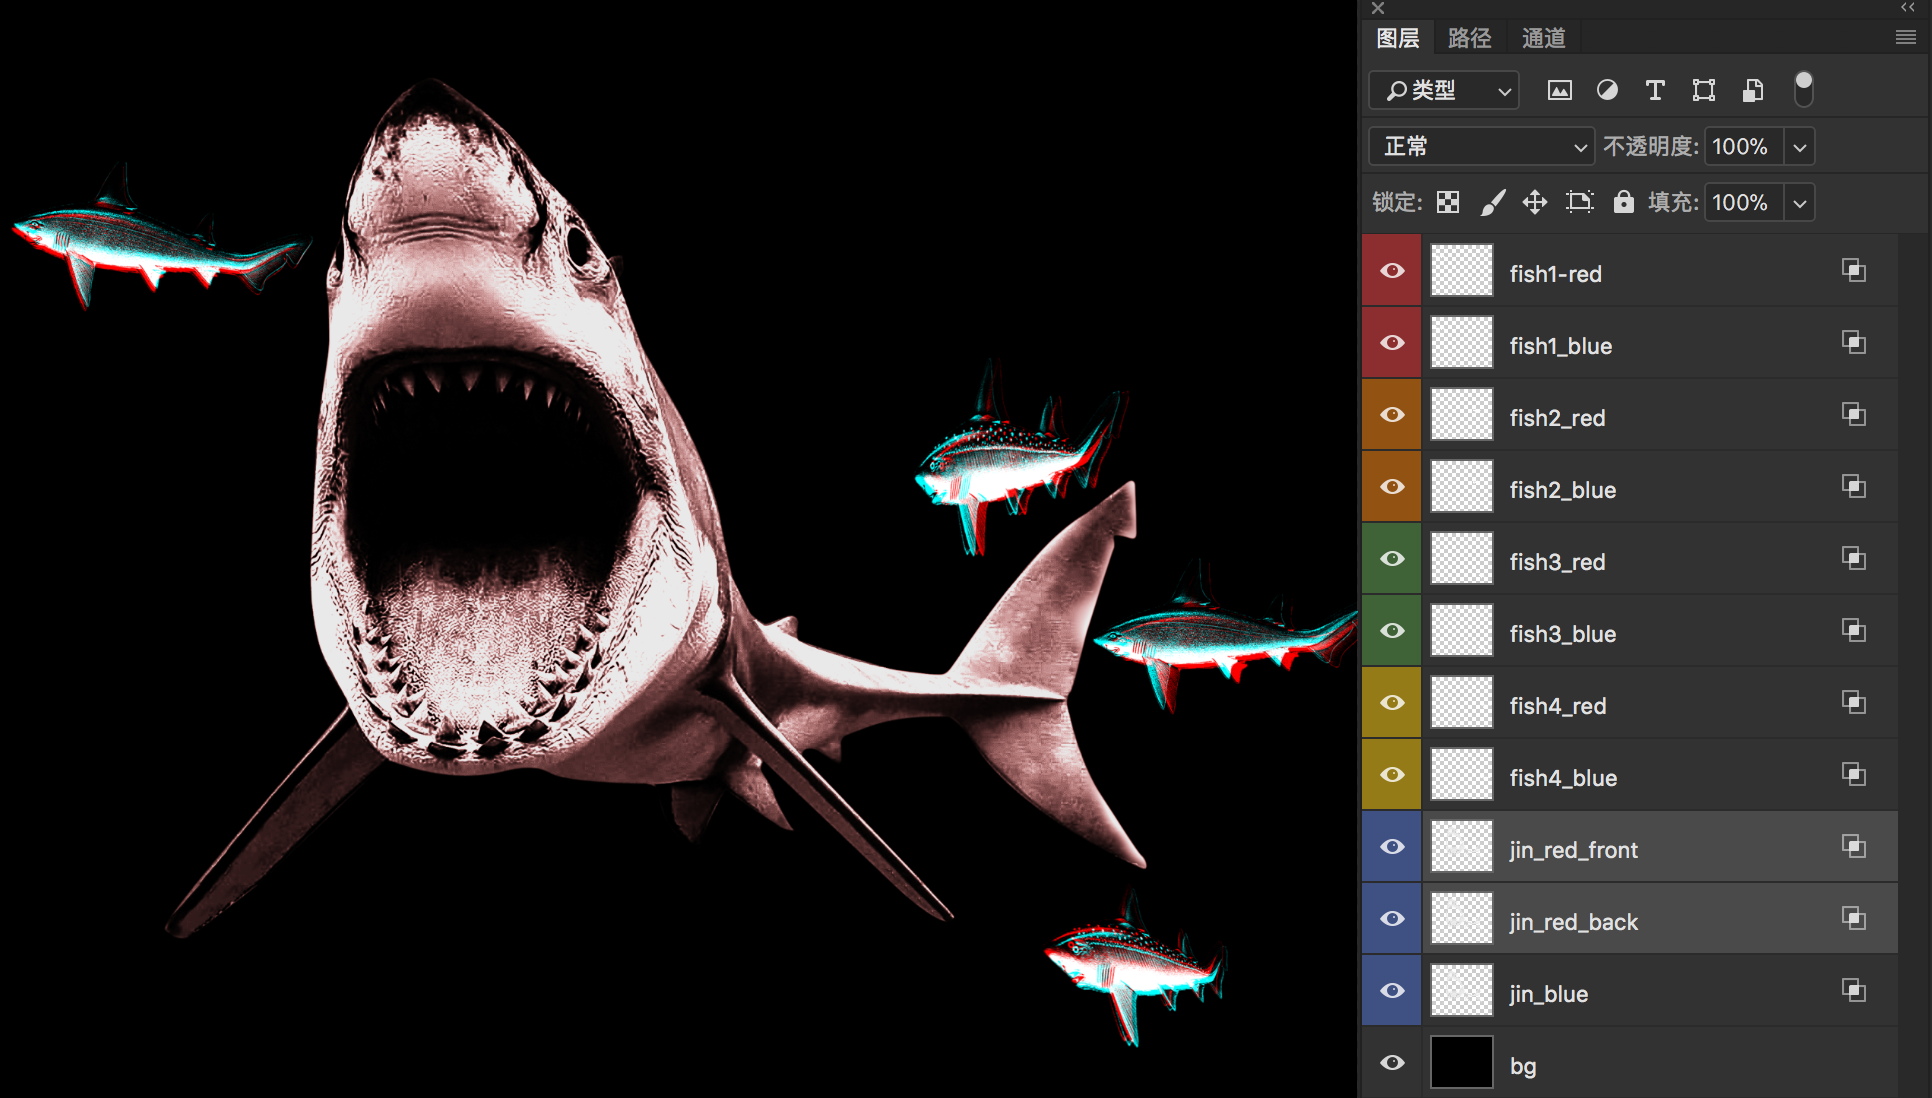 图层 路径 通道
类型
正常 不透明度: 100%
锁定: 填充: 100%
fish1-red
fish1_blue
fish2_red
fish2_blue
fish3_red
fish3_blue
fish4_red
fish4_blue
jin_red_front
jin_red_back
jin_blue
bg